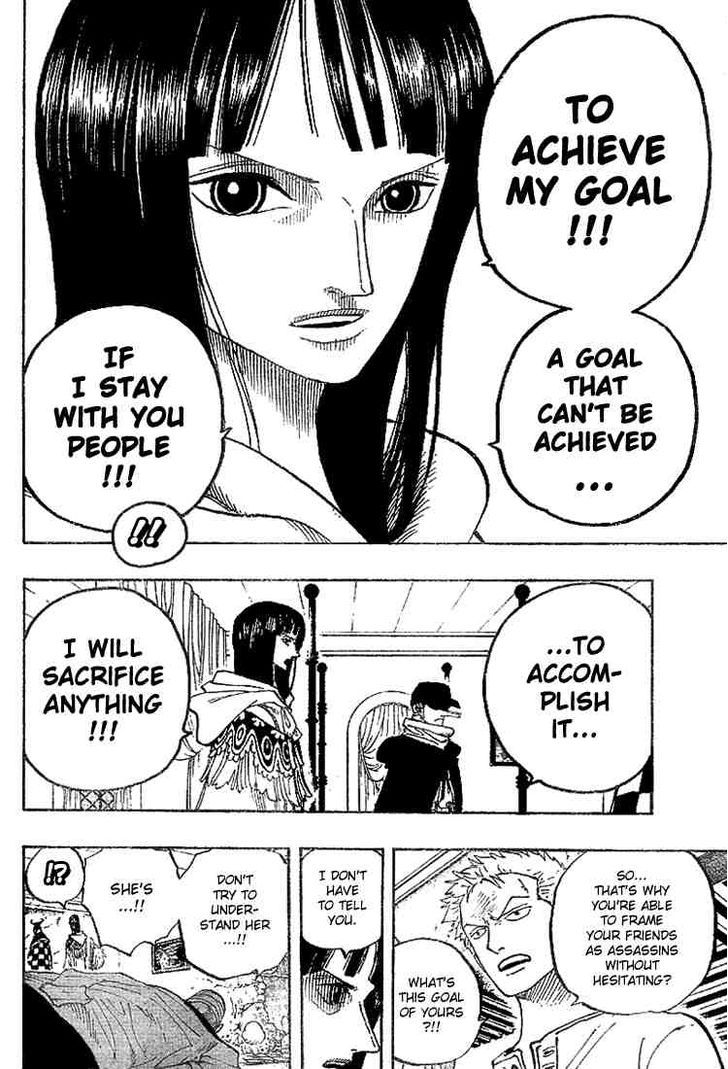 TO
ACHIEVE
MY GOAL
!!!
A GOAL
THAT
CAN'T BE
ACHIEVED
...
IF
I STAY
WITH YOU
PEOPLE
!!!
!!
...TO
ACCOM-
PLISH
IT...
I WILL
SACRIFICE
ANYTHING
!!!
SO...
THAT'S WHY
YOU'RE ABLE
TO FRAME
YOUR FRIENDS
AS ASSASSINS
WITHOUT
HESITATING?
WHAT'S
THIS GOAL
OF YOURS
?!!
I DON'T
HAVE
TO TELL
YOU.
DON'T
TRY TO
UNDER-
STAND HER
...!!
SHE'S
...!!
!?